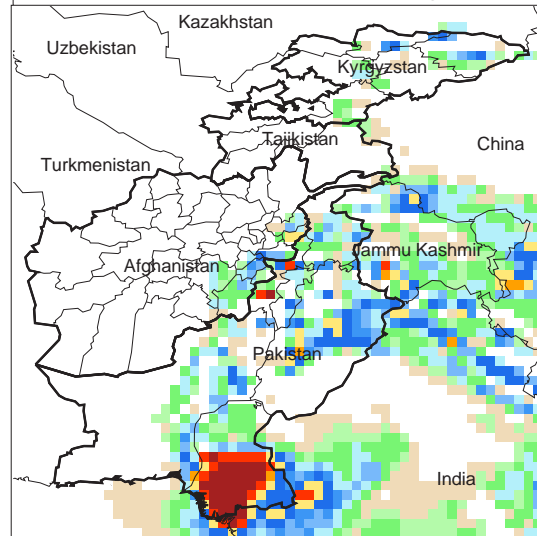 Kazakhstan
Uzbekistan
Kyrgyzstan
Tajikistan
China
Turkmenistan
Jammu Kashmir
Afghanistan
Pakistan
India